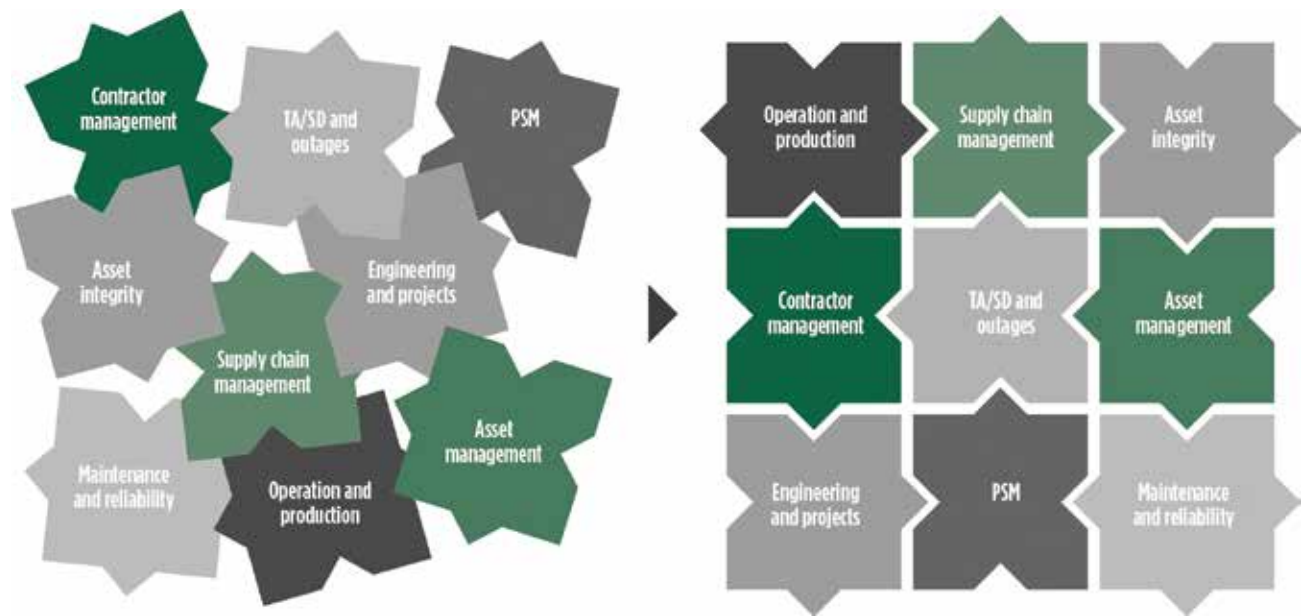 Contractor
management
TA/SD and
outages
PSM
Asset
integrity
Engineering
and projects
Supply chain
management
Asset
management
Maintenance
and reliability
Operation and
production
Operation and
production
Supply chain
management
Asset
integrity
Contractor
management
TA/SD and
outages
Asset
management
Engineering
and projects
PSM
Maintenance
and reliability